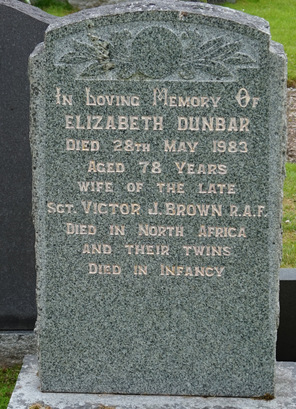 In Loving Memory Of
ELIZABETH DUNBAR
Died 28th May 1983
Aged 78 Years
WIFE OF THE LATE
Sgt. Victor J. Brown R.A.F.
Died in North Africa
AND THEIR TWINS
Died in Infancy